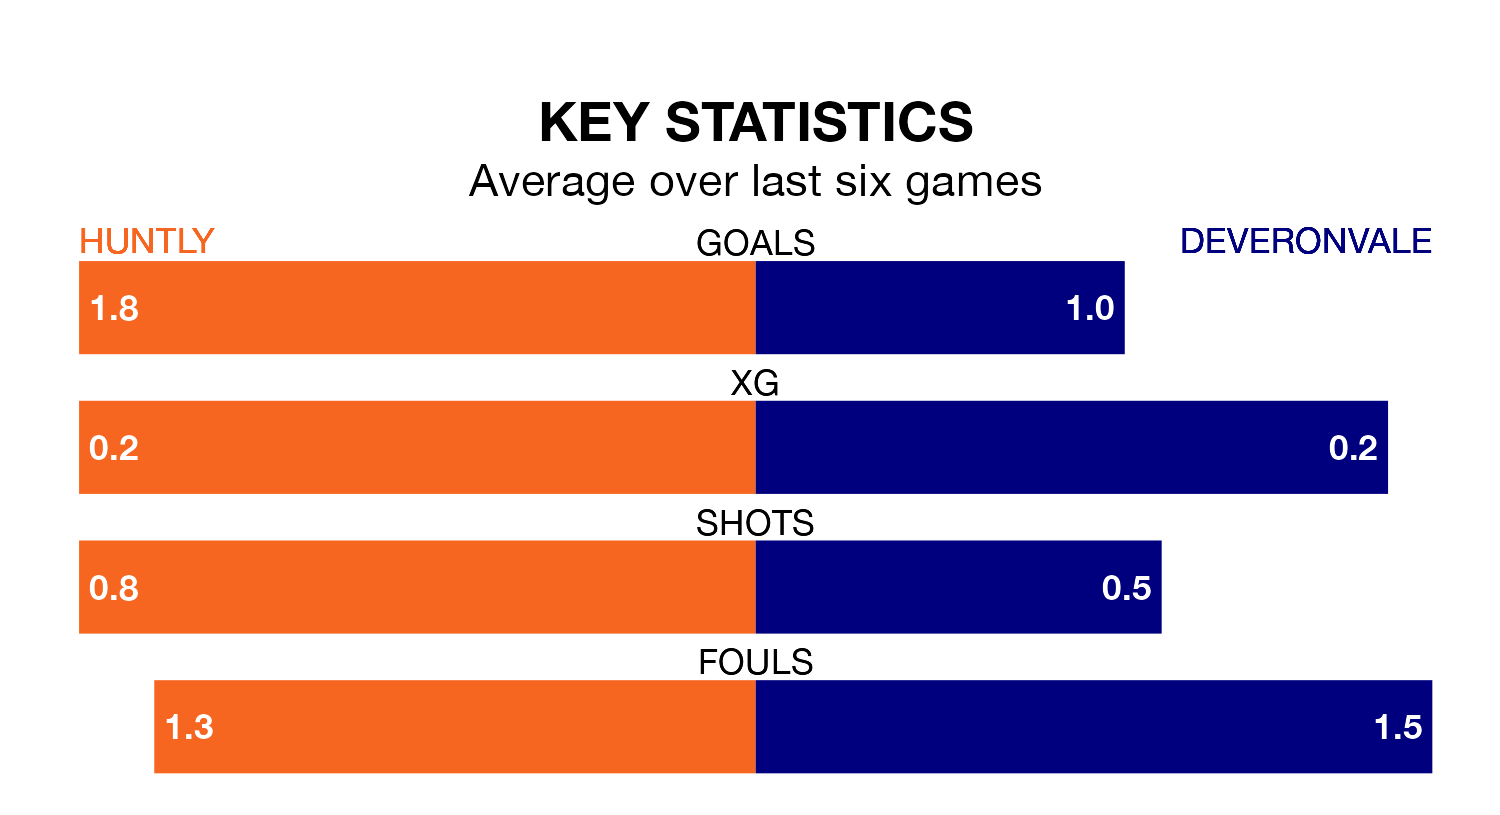 KEY STATISTICS
Average over last six games
HUNTLY GOALS DEVERONVALE
1.8 1.0
XG
0.2 0.2
SHOTS
0.8 0.5
FOULS
1.3 1.5